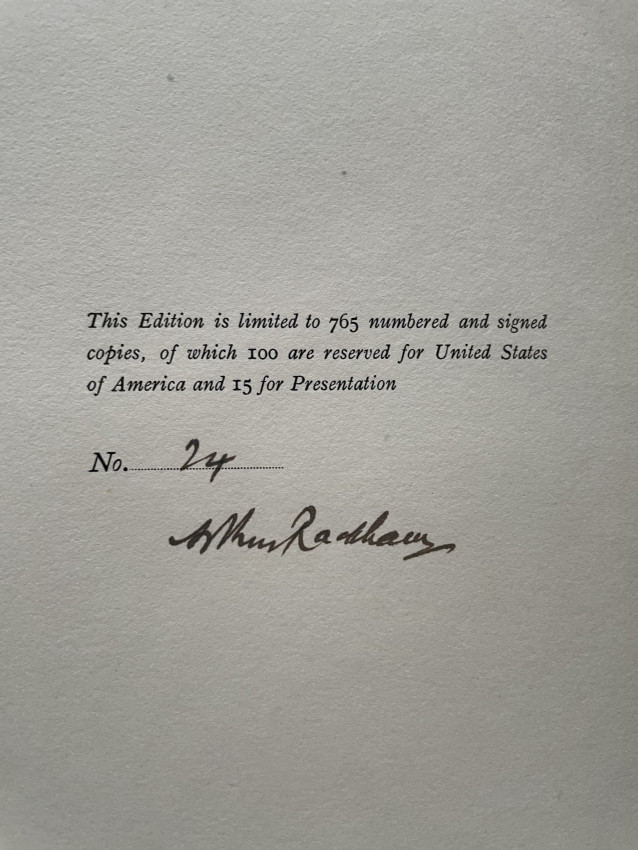 This Edition is limited to 765 numbered and signed
copies, of which 100 are reserved for United States
of America and 15 for Presentation
No. 24
Arthur Rackham